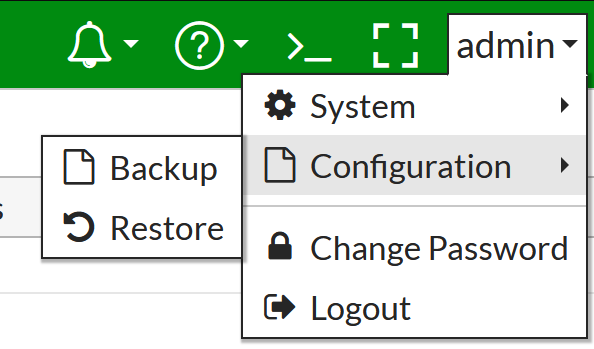 admin
System
Configuration
Backup
Restore
Change Password
Logout
s